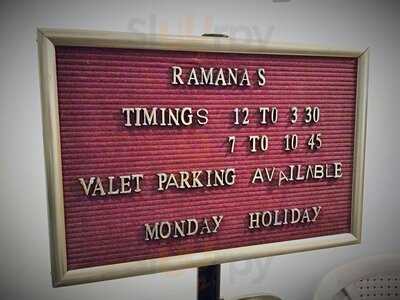 RAMANA S
TIMINGS 12 TO 3 30
7 TO 10 45
VALET PARKING AVAILABLE
MONDAY HOLIDAY